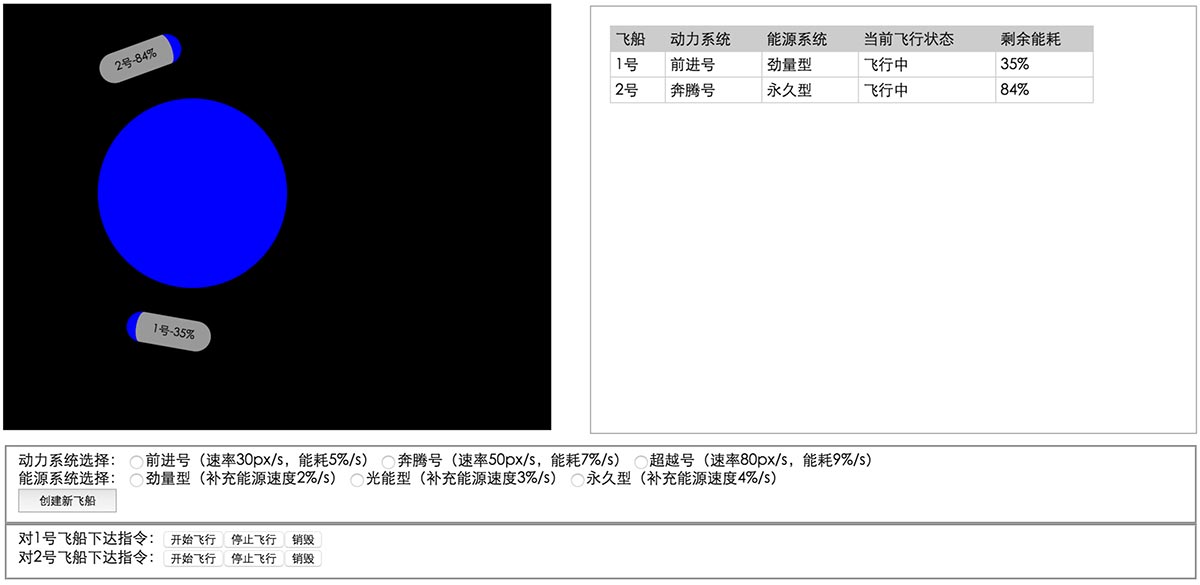 2号-84%
1号-35%
飞船 动力系统 能源系统 当前飞行状态 剩余能耗
1号 前进号 劲量型 飞行中 35%
2号 奔腾号 永久型 飞行中 84%
动力系统选择： 前进号（速率30px/s，能耗5%/s） 奔腾号（速率50px/s，能耗7%/s） 超越号（速率80px/s，能耗9%/s）
能源系统选择： 劲量型（补充能源速度2%/s） 光能型（补充能源速度3%/s） 永久型（补充能源速度4%/s）
创建新飞船
对1号飞船下达指令： 开始飞行 停止飞行 销毁
对2号飞船下达指令： 开始飞行 停止飞行 销毁